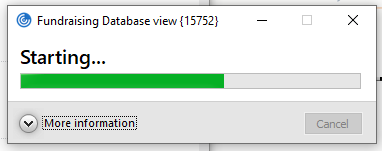 Fundraising Database view {15752}
Starting...
More information
Cancel